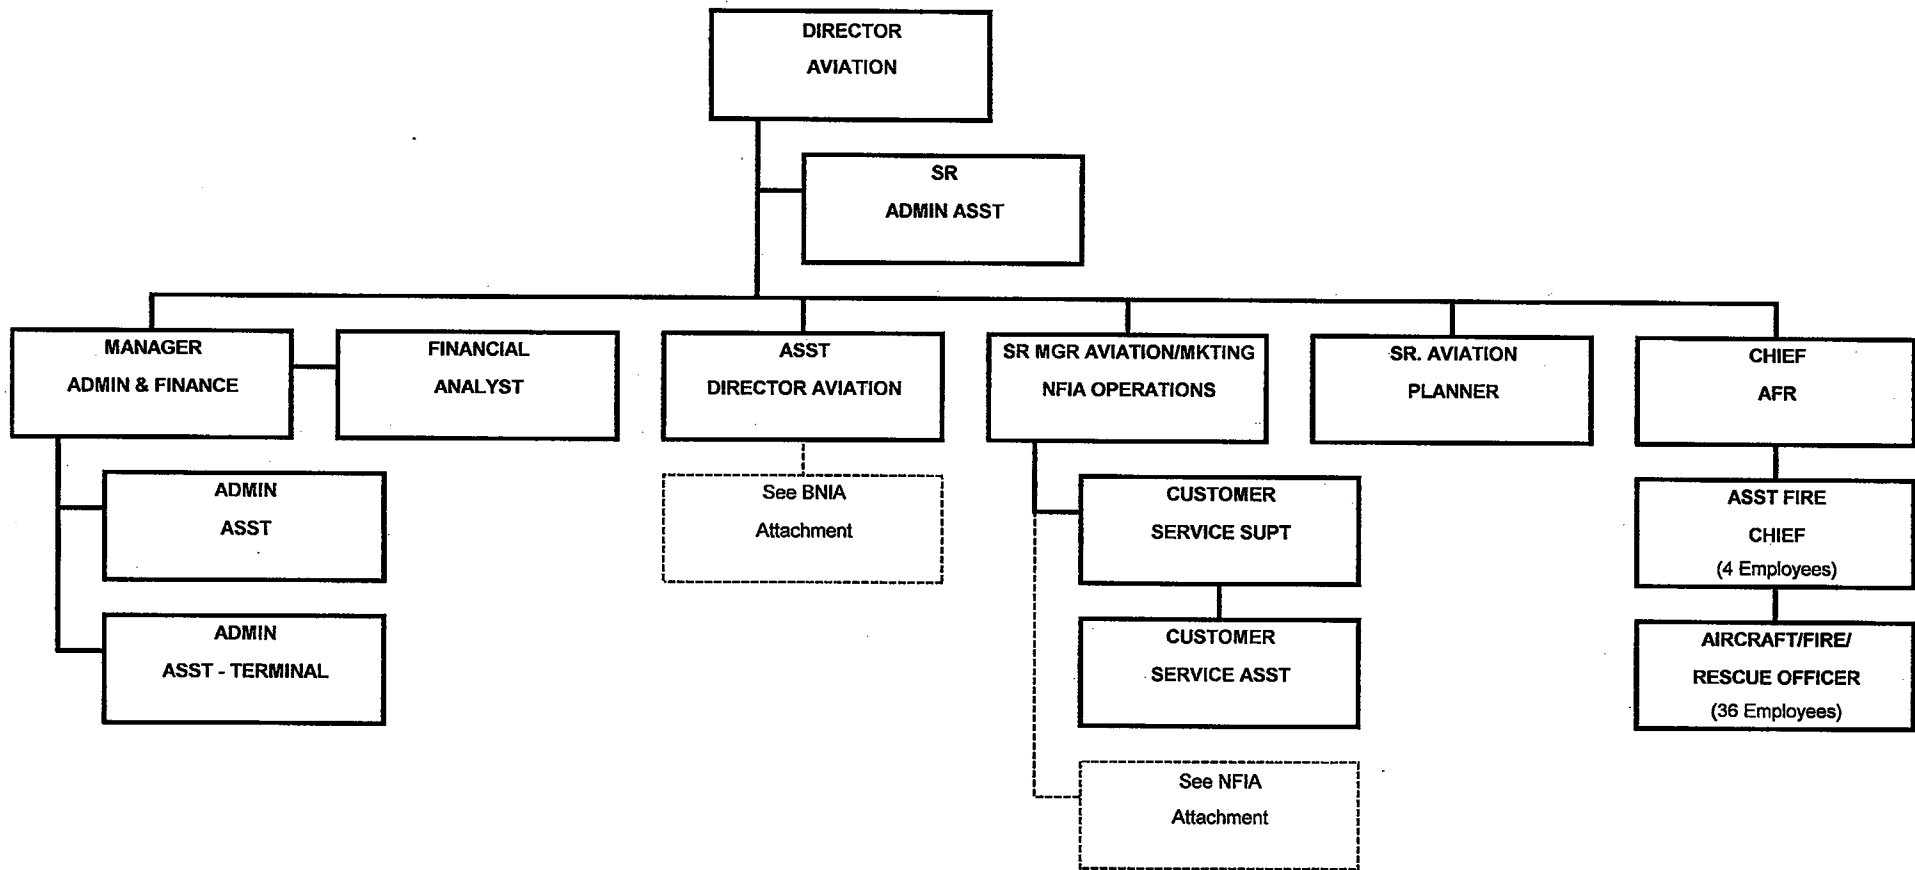 DIRECTOR
AVIATION
SR
ADMIN ASST
MANAGER
ADMIN & FINANCE
FINANCIAL
ANALYST
ASST
DIRECTOR AVIATION
SR MGR AVIATION/MKTING
NFIA OPERATIONS
SR. AVIATION
PLANNER
CHIEF
AFR
ADMIN
ASST
See BNIA
Attachment
CUSTOMER
SERVICE SUPT
ASST FIRE
CHIEF
(4 Employees)
ADMIN
ASST - TERMINAL
CUSTOMER
SERVICE ASST
AIRCRAFT/FIRE/
RESCUE OFFICER
(36 Employees)
See NFIA
Attachment